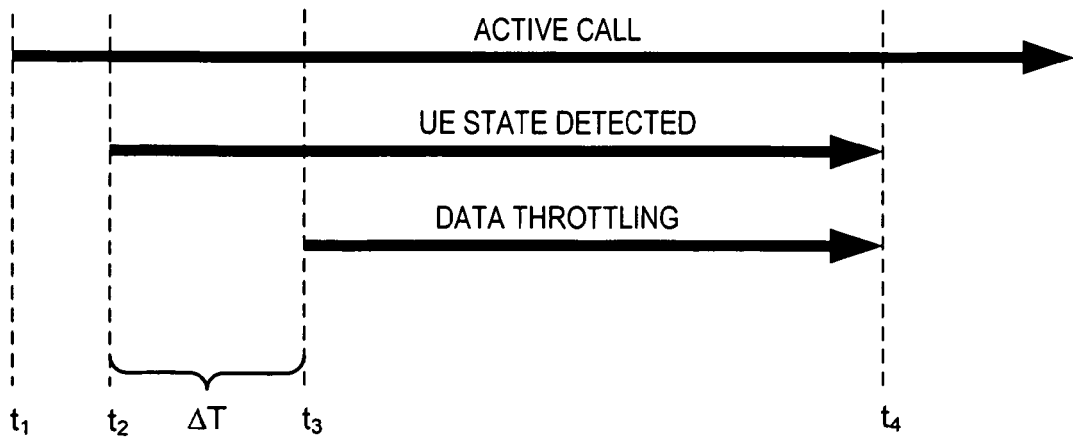 ACTIVE CALL
UE STATE DETECTED
DATA THROTTLING
t₁ t₂ ΔT t₃ t₄